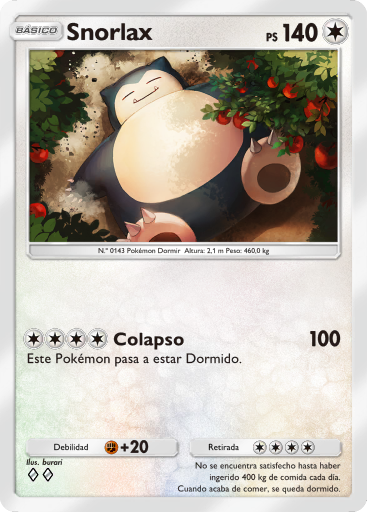 BÁSICO Snorlax PS 140
N.º 0143 Pokémon Dormir Altura: 2,1 m Peso: 460,0 kg
Colapso 100
Este Pokémon pasa a estar Dormido.
Debilidad +20 Retirada
Ilus. burari
No se encuentra satisfecho hasta haber
ingerido 400 kg de comida cada día.
Cuando acaba de comer, se queda dormido.